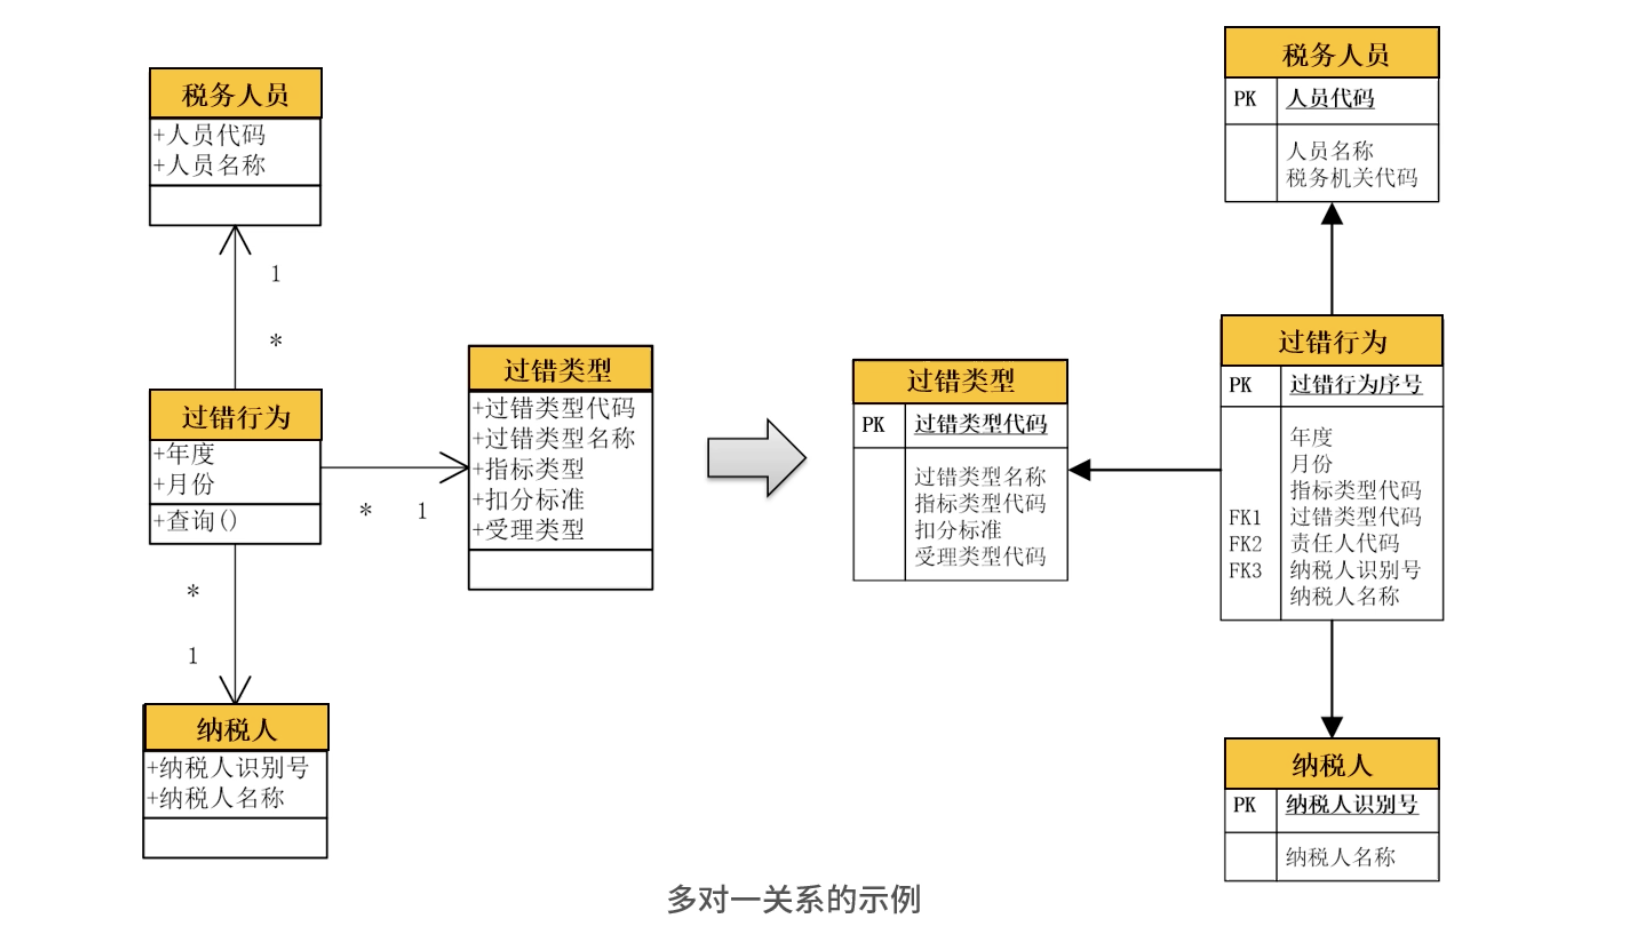 税务人员
+人员代码
+人员名称
1
*
过错行为
+年度
+月份
+查询()
*
1
过错类型
+过错类型代码
+过错类型名称
+指标类型
+扣分标准
+受理类型
*
1
纳税人
+纳税人识别号
+纳税人名称
税务人员
PK 人员代码
人员名称
税务机关代码
过错类型
PK 过错类型代码
过错类型名称
指标类型代码
扣分标准
受理类型代码
过错行为
PK 过错行为序号
年度
月份
指标类型代码
FK1 过错类型代码
FK2 责任人代码
FK3 纳税人识别号
纳税人名称
纳税人
PK 纳税人识别号
纳税人名称
多对一关系的示例